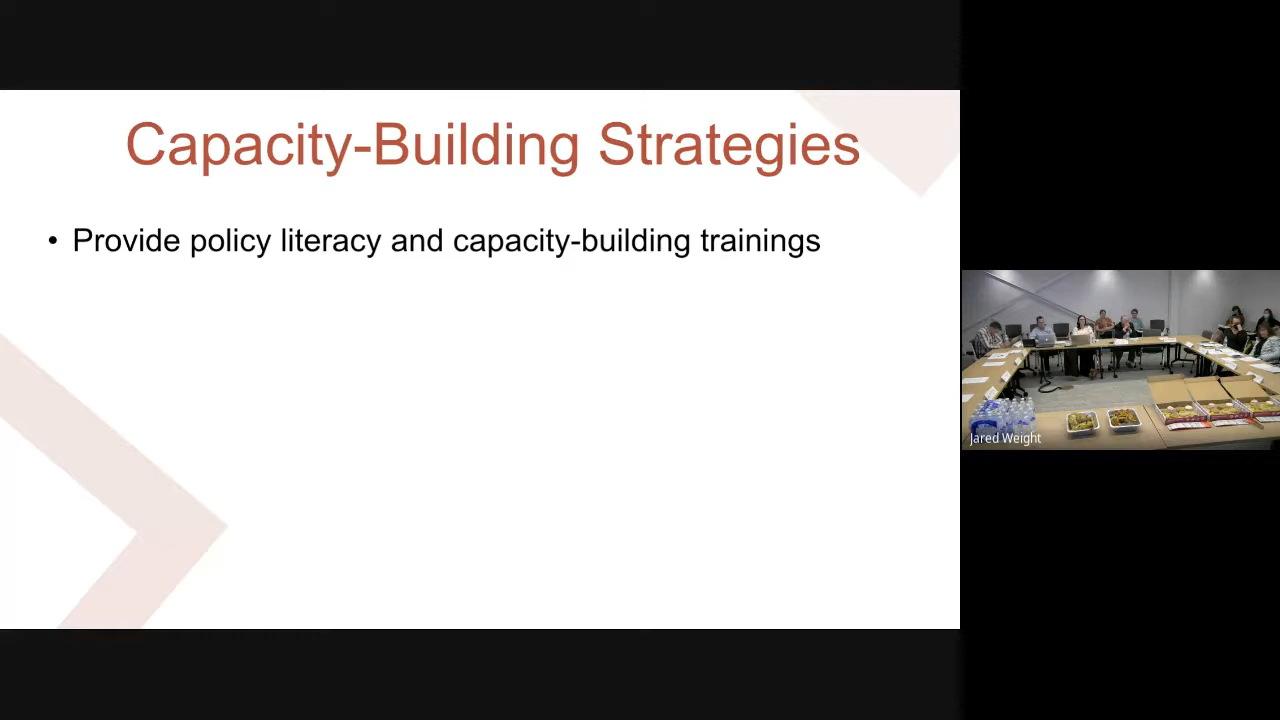 Capacity-Building Strategies
• Provide policy literacy and capacity-building trainings
Jared Weight